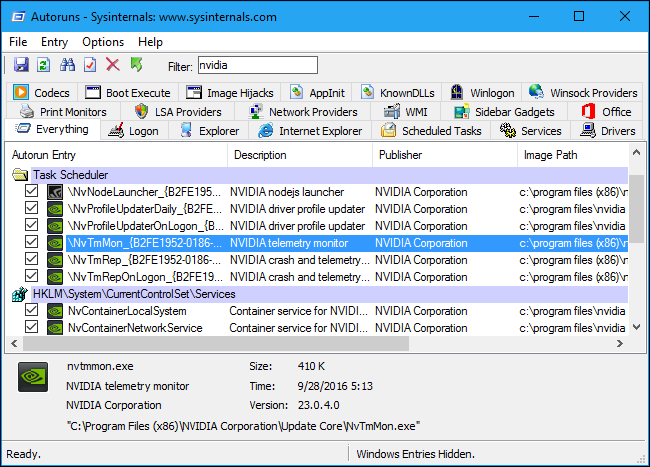 Autoruns - Sysinternals: www.sysinternals.com
File Entry Options Help
Filter: nvidia
Codecs Boot Execute Image Hijacks AppInit KnownDLLs Winlogon Winsock Providers
Print Monitors LSA Providers Network Providers WMI Sidebar Gadgets Office
Everything Logon Explorer Internet Explorer Scheduled Tasks Services Drivers
Autorun Entry Description Publisher Image Path
Task Scheduler
\NvNodeLauncher_{B2FE195... NVIDIA nodejs launcher NVIDIA Corporation c:\program files (x86)\n
\NvProfileUpdaterDaily_{B2F... NVIDIA driver profile updater NVIDIA Corporation c:\program files\nvidia
\NvProfileUpdaterOnLogon_{B... NVIDIA driver profile updater NVIDIA Corporation c:\program files\nvidia
\NvTmMon_{B2FE1952-0186-... NVIDIA telemetry monitor NVIDIA Corporation c:\program files (x86)\n
\NvTmRep_{B2FE1952-0186-... NVIDIA crash and telemetry... NVIDIA Corporation c:\program files (x86)\n
\NvTmRepOnLogon_{B2FE19... NVIDIA crash and telemetry... NVIDIA Corporation c:\program files (x86)\n
HKLM\System\CurrentControlSet\Services
NvContainerLocalSystem Container service for NVIDI... NVIDIA Corporation c:\program files\nvidia
NvContainerNetworkService Container service for NVIDI... NVIDIA Corporation c:\program files\nvidia
nvtmmon.exe Size: 410 K
NVIDIA telemetry monitor Time: 9/28/2016 5:13
NVIDIA Corporation Version: 23.0.4.0
"C:\Program Files (x86)\NVIDIA Corporation\Update Core\NvTmMon.exe"
Ready. Windows Entries Hidden.